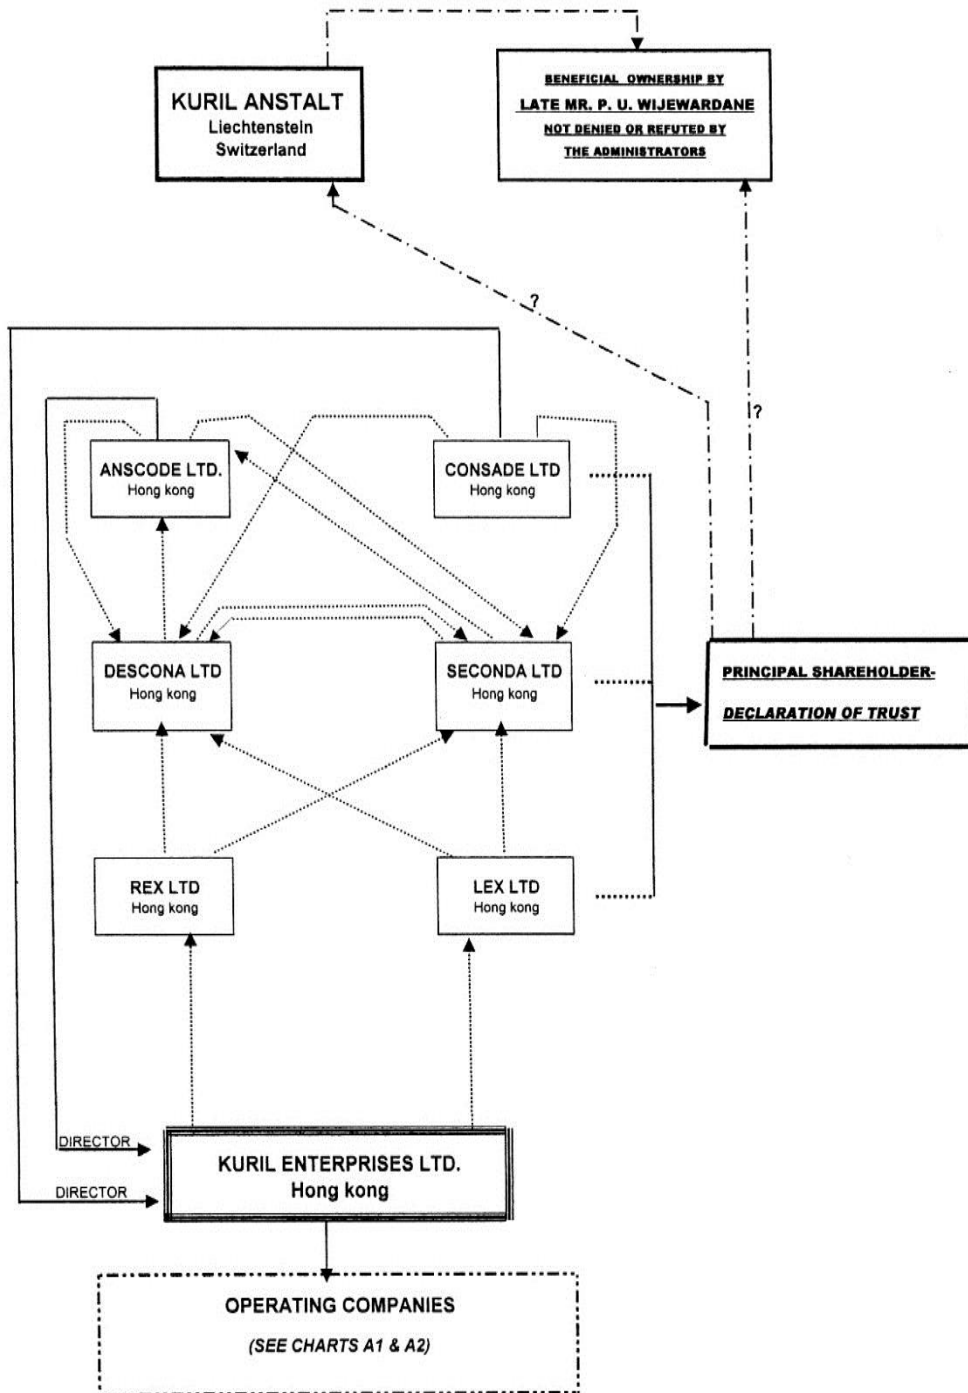 KURIL ANSTALT
Liechtenstein
Switzerland
BENEFICIAL OWNERSHIP BY
LATE MR. P. U. WIJEWARDANE
NOT DENIED OR REFUTED BY
THE ADMINISTRATORS
?
?
ANSCODE LTD.
Hong kong
CONSADE LTD
Hong kong
DESCONA LTD
Hong kong
SECONDA LTD
Hong kong
PRINCIPAL SHAREHOLDER-
DECLARATION OF TRUST
REX LTD
Hong kong
LEX LTD
Hong kong
DIRECTOR
DIRECTOR
KURIL ENTERPRISES LTD.
Hong kong
OPERATING COMPANIES
(SEE CHARTS A1 & A2)